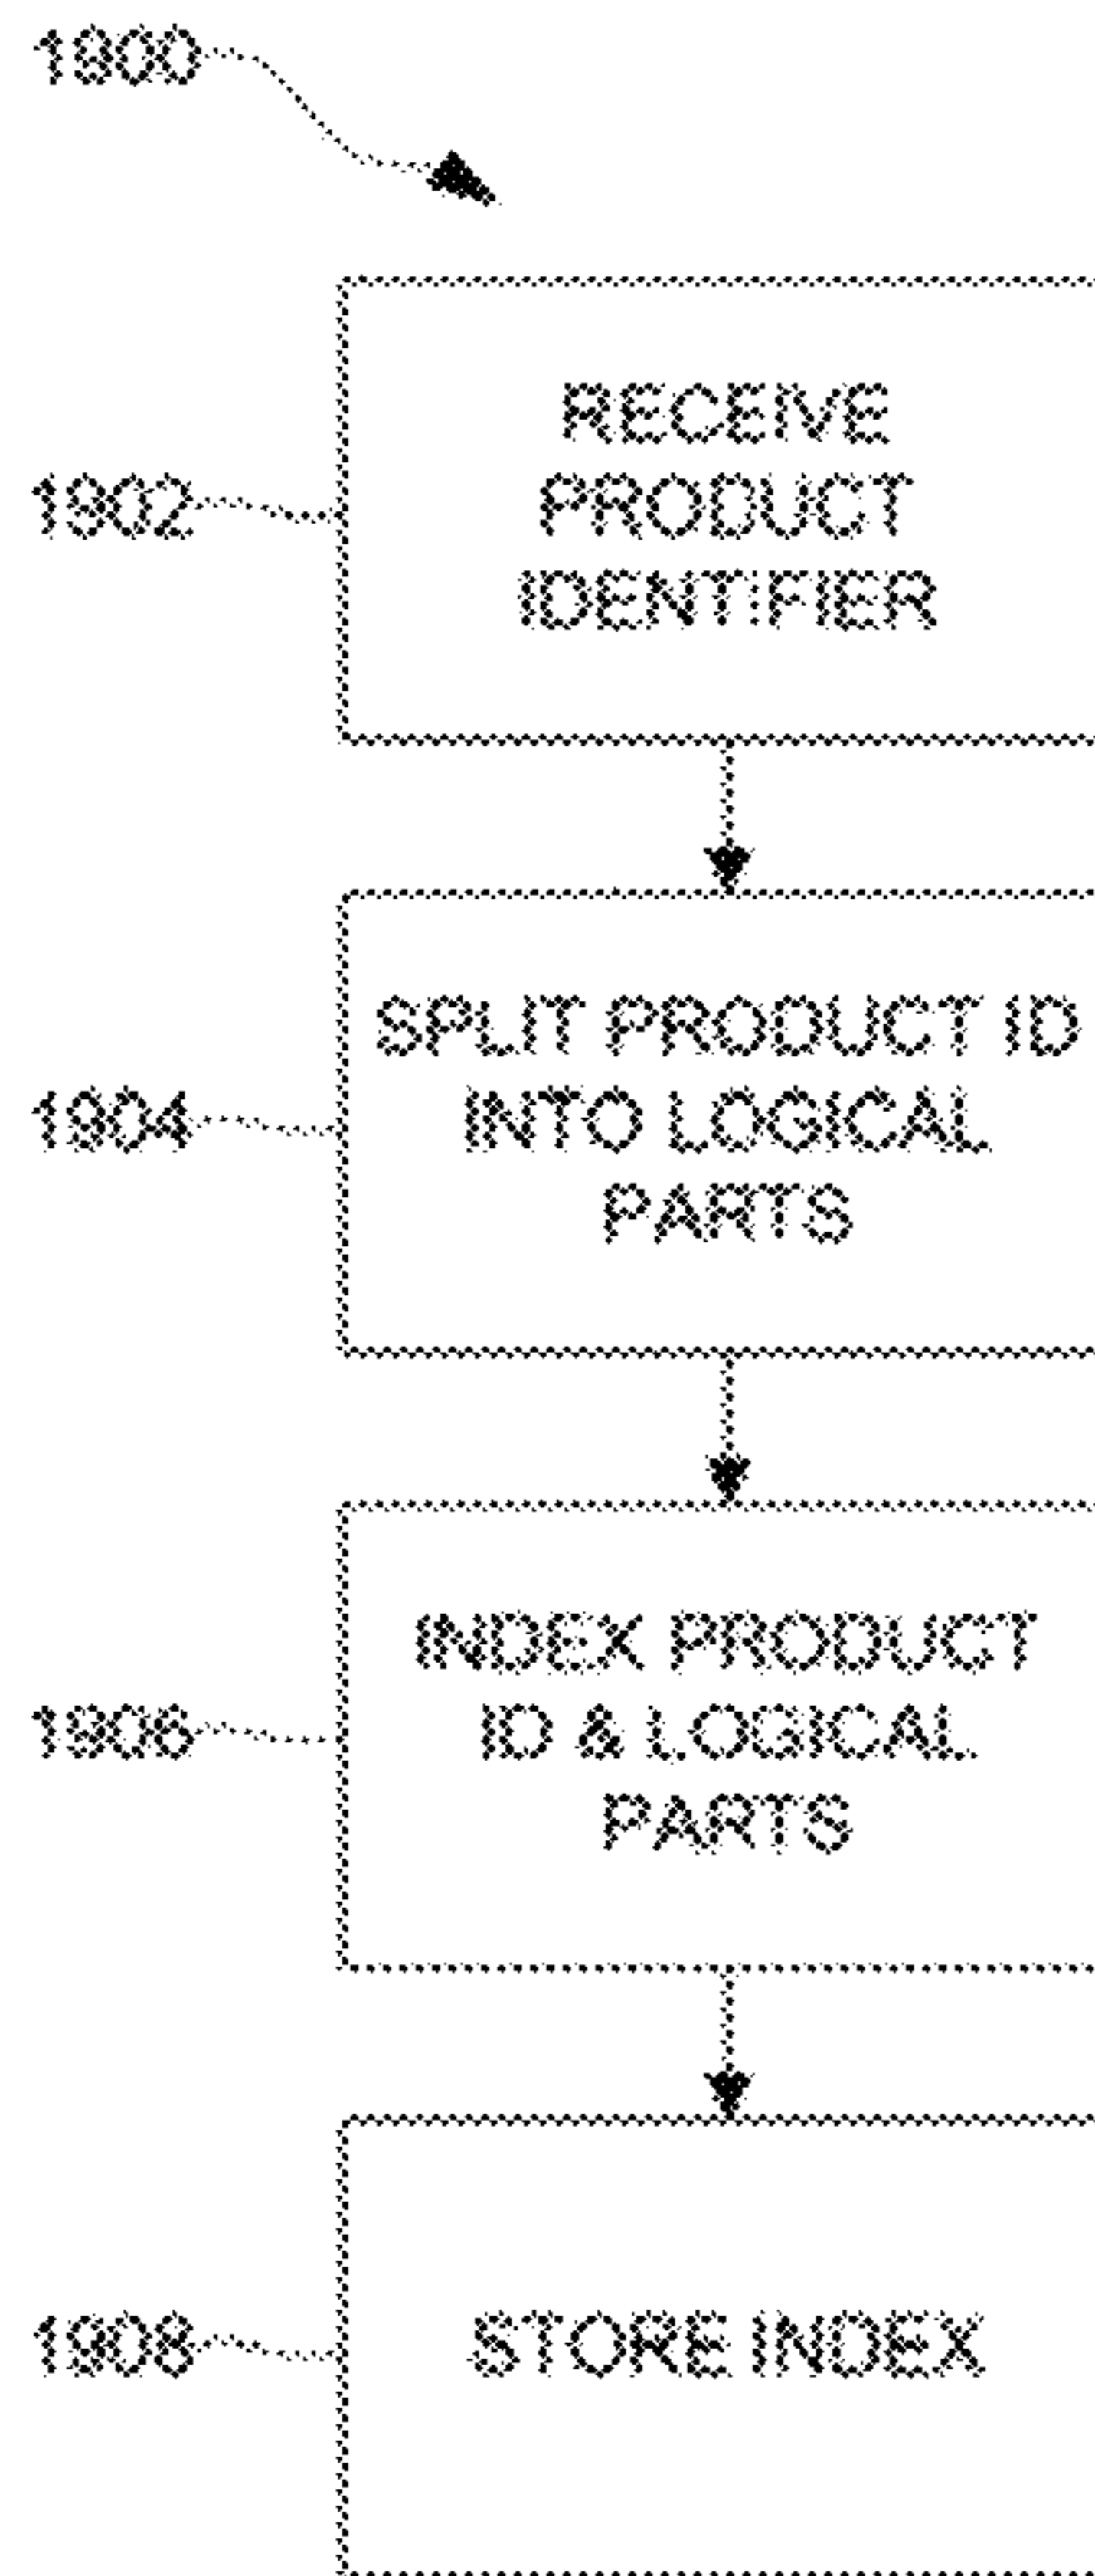 1900
RECEIVE
1902
PRODUCT
IDENTIFIER
SPLIT PRODUCT ID
1904
INTO LOGICAL
PARTS
INDEX PRODUCT
1906
ID & LOGICAL
PARTS
1908
STORE INDEX